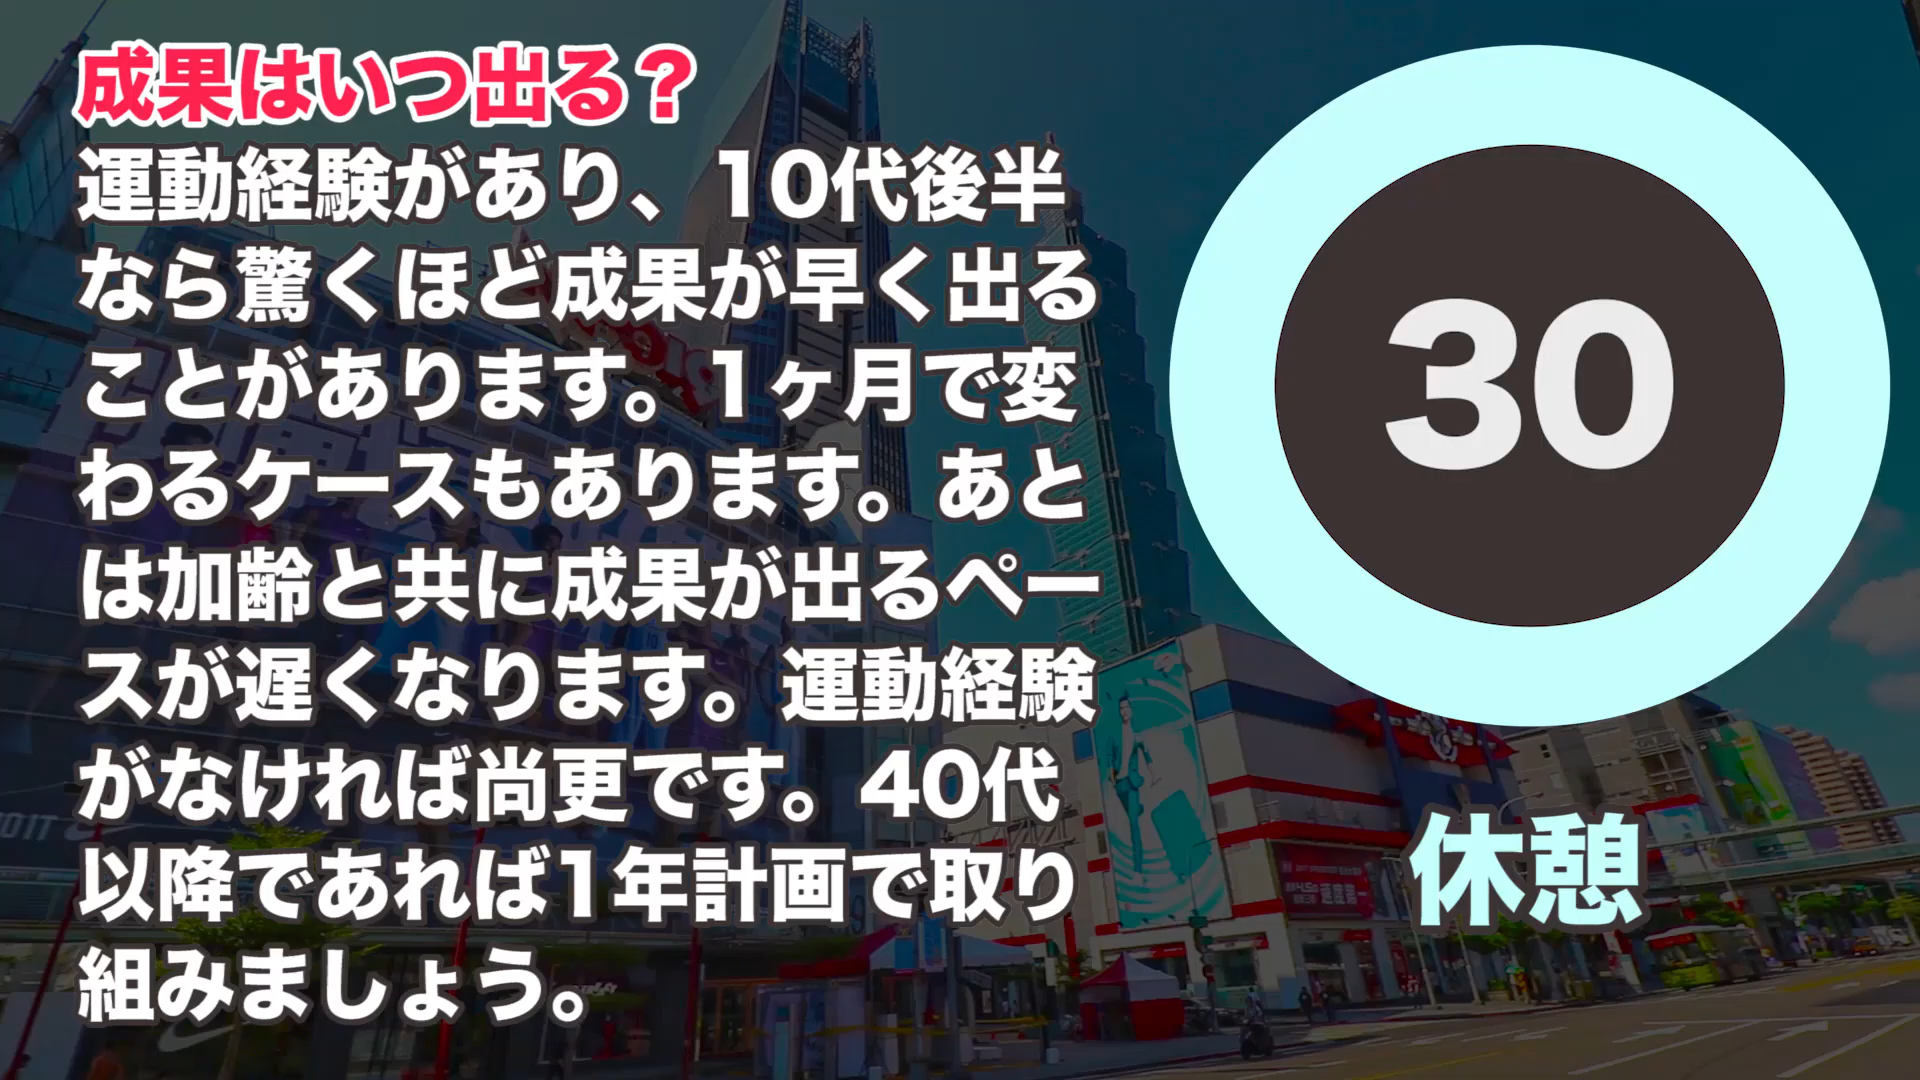 成果はいつ出る？
運動経験があり、10代後半
なら驚くほど成果が早く出る
ことがあります。1ヶ月で変
わるケースもあります。あと
は加齢と共に成果が出るペー
スが遅くなります。運動経験
がなければ尚更です。40代
以降であれば1年計画で取り
組みましょう。
30
休憩